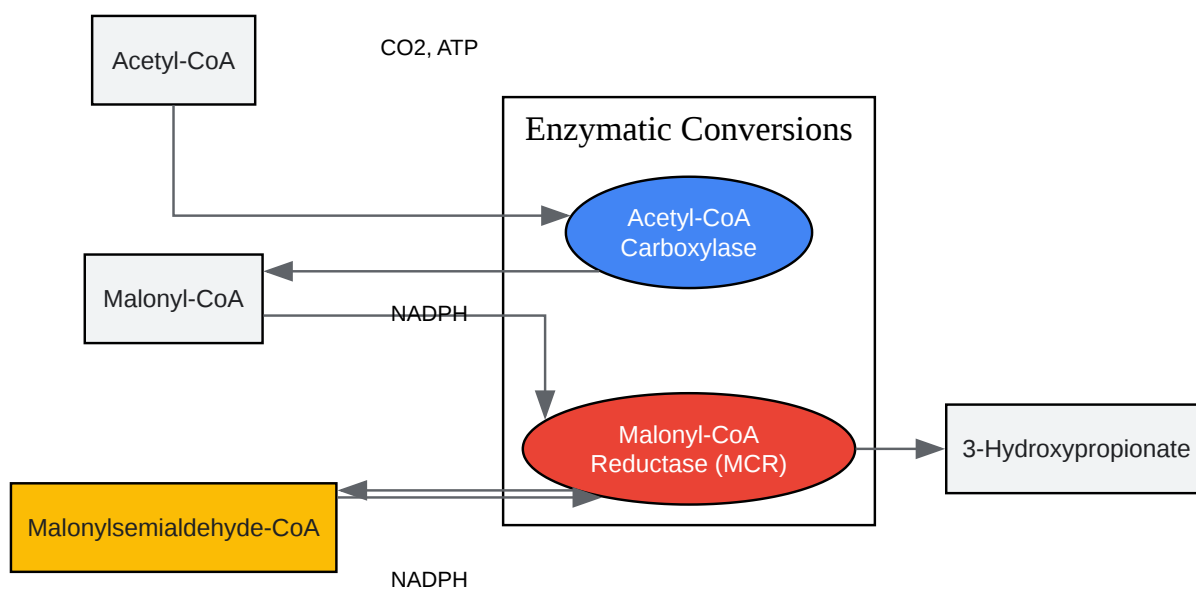 Acetyl-CoA
CO2, ATP
Enzymatic Conversions
Acetyl-CoA
Carboxylase
Malonyl-CoA
NADPH
Malonyl-CoA
Reductase (MCR)
3-Hydroxypropionate
Malonylsemialdehyde-CoA
NADPH